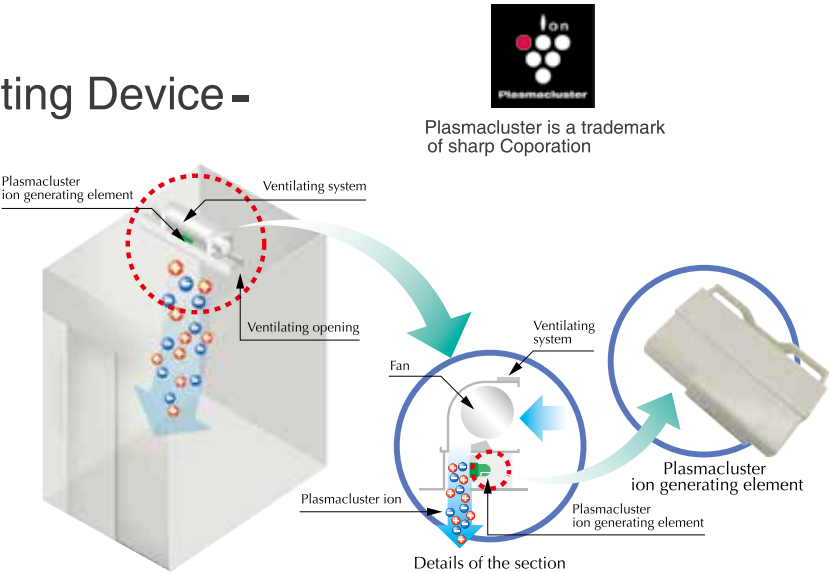 Ion
Plasmacluster
ting Device-
Plasmacluster is a trademark
of sharp Coporation
Plasmacluster
ion generating element
Ventilating system
Ventilating opening
Ventilating
system
Fan
Plasmacluster
ion generating element
Plasmacluster ion
Plasmacluster
ion generating element
Details of the section